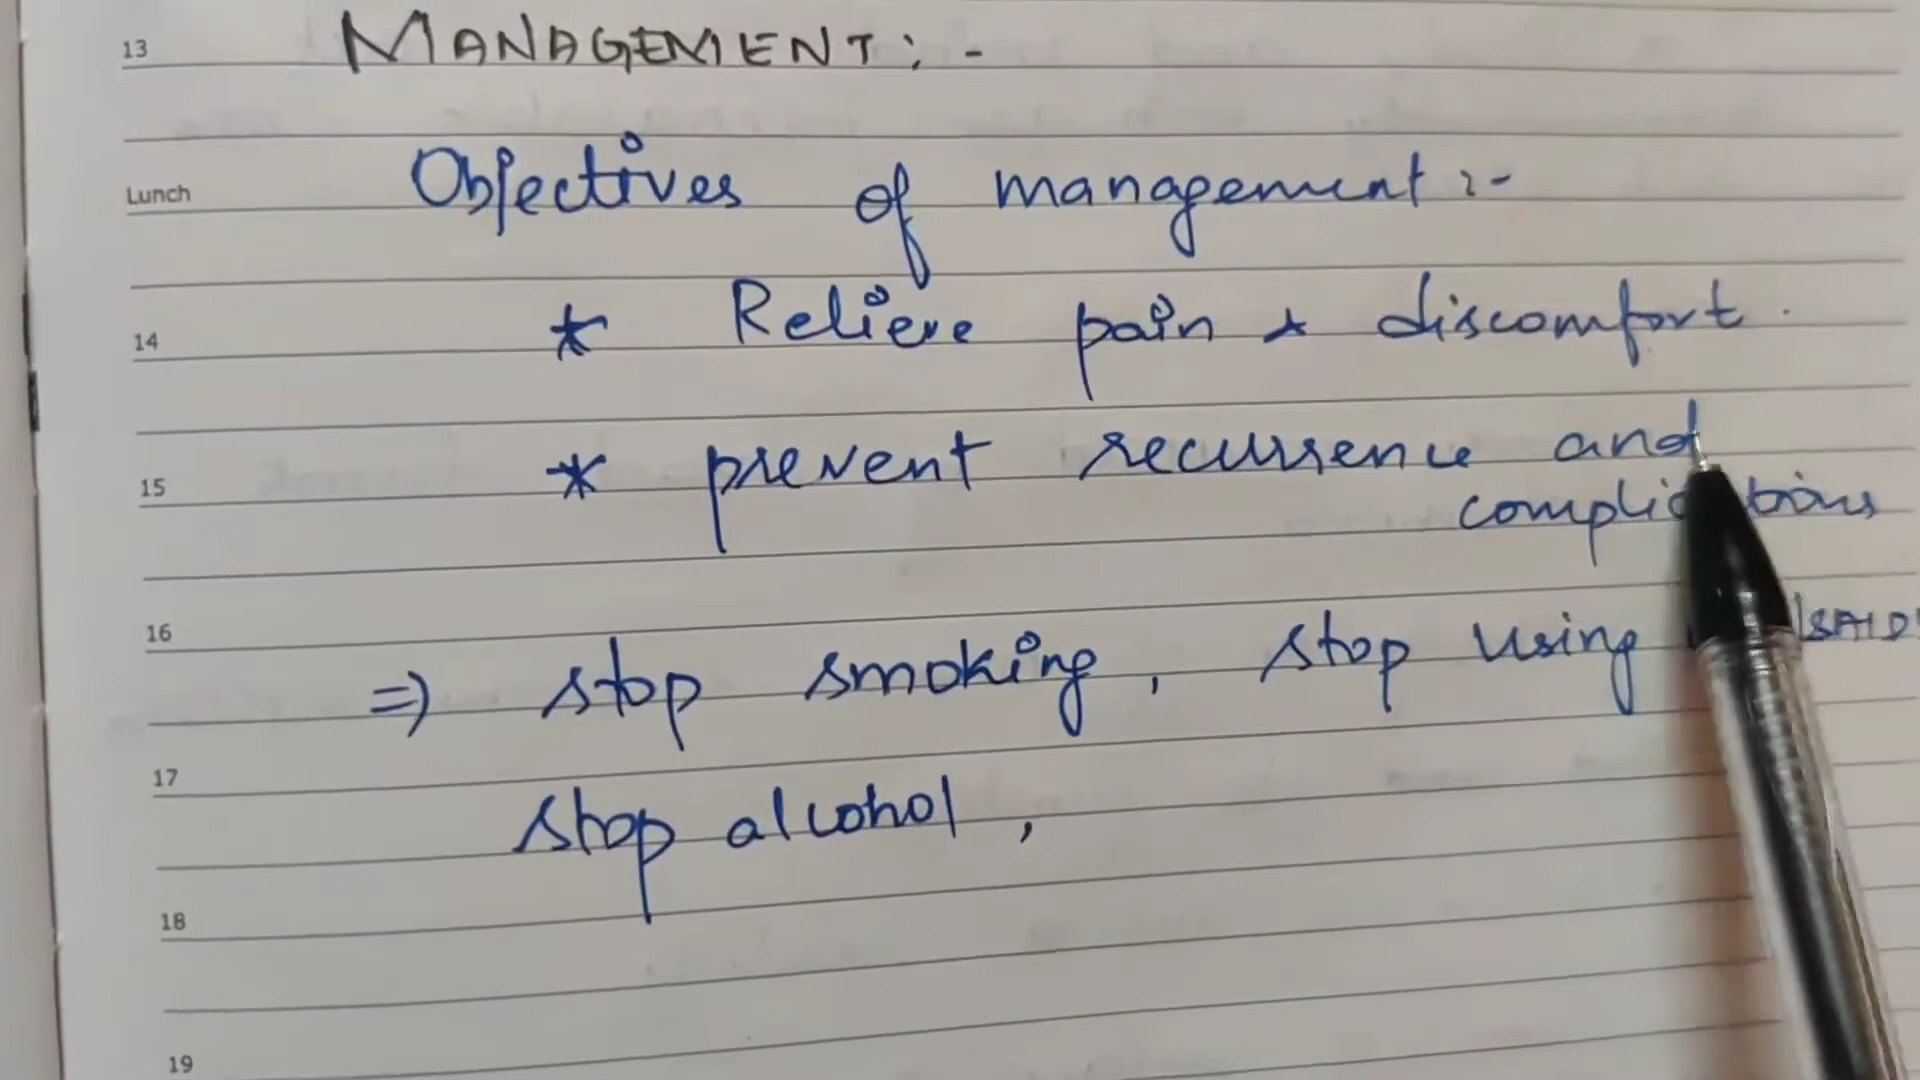 13 MANAGEMENT:-
Lunch Objectives of management:-
14 * Relieve pain & discomfort.
15 * prevent recurrence and
complications
16 => stop smoking, stop using
17 stop alcohol,
18
19